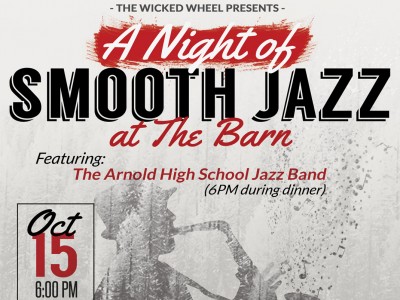 - THE WICKED WHEEL PRESENTS -
A Night of
SMOOTH JAZZ
at The Barn
Featuring:
The Arnold High School Jazz Band
(6PM during dinner)
Oct
15
6:00 PM